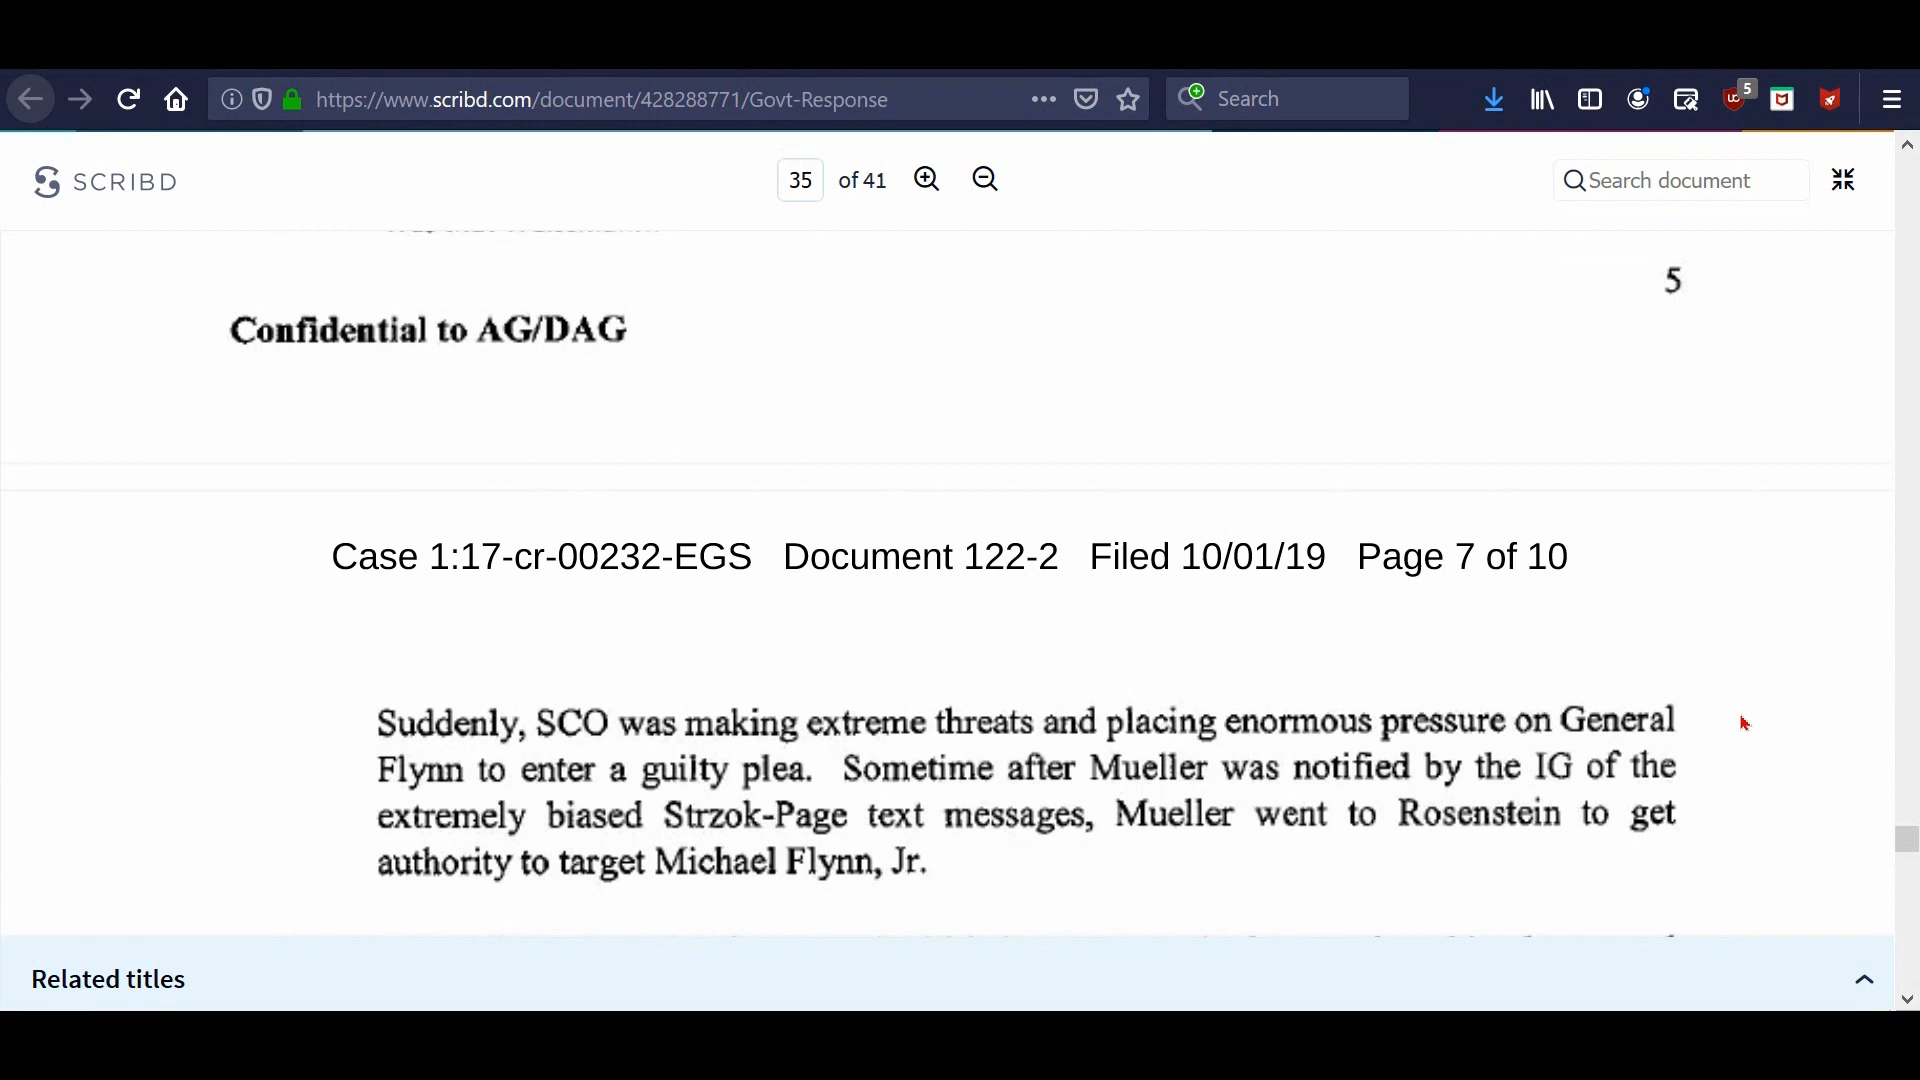 https://www.scribd.com/document/428288771/Govt-Response
Search
5
SCRIBD
35 of 41
Search document
5
Confidential to AG/DAG
Case 1:17-cr-00232-EGS Document 122-2 Filed 10/01/19 Page 7 of 10
Suddenly, SCO was making extreme threats and placing enormous pressure on General
Flynn to enter a guilty plea. Sometime after Mueller was notified by the IG of the
extremely biased Strzok-Page text messages, Mueller went to Rosenstein to get
authority to target Michael Flynn, Jr.
Related titles